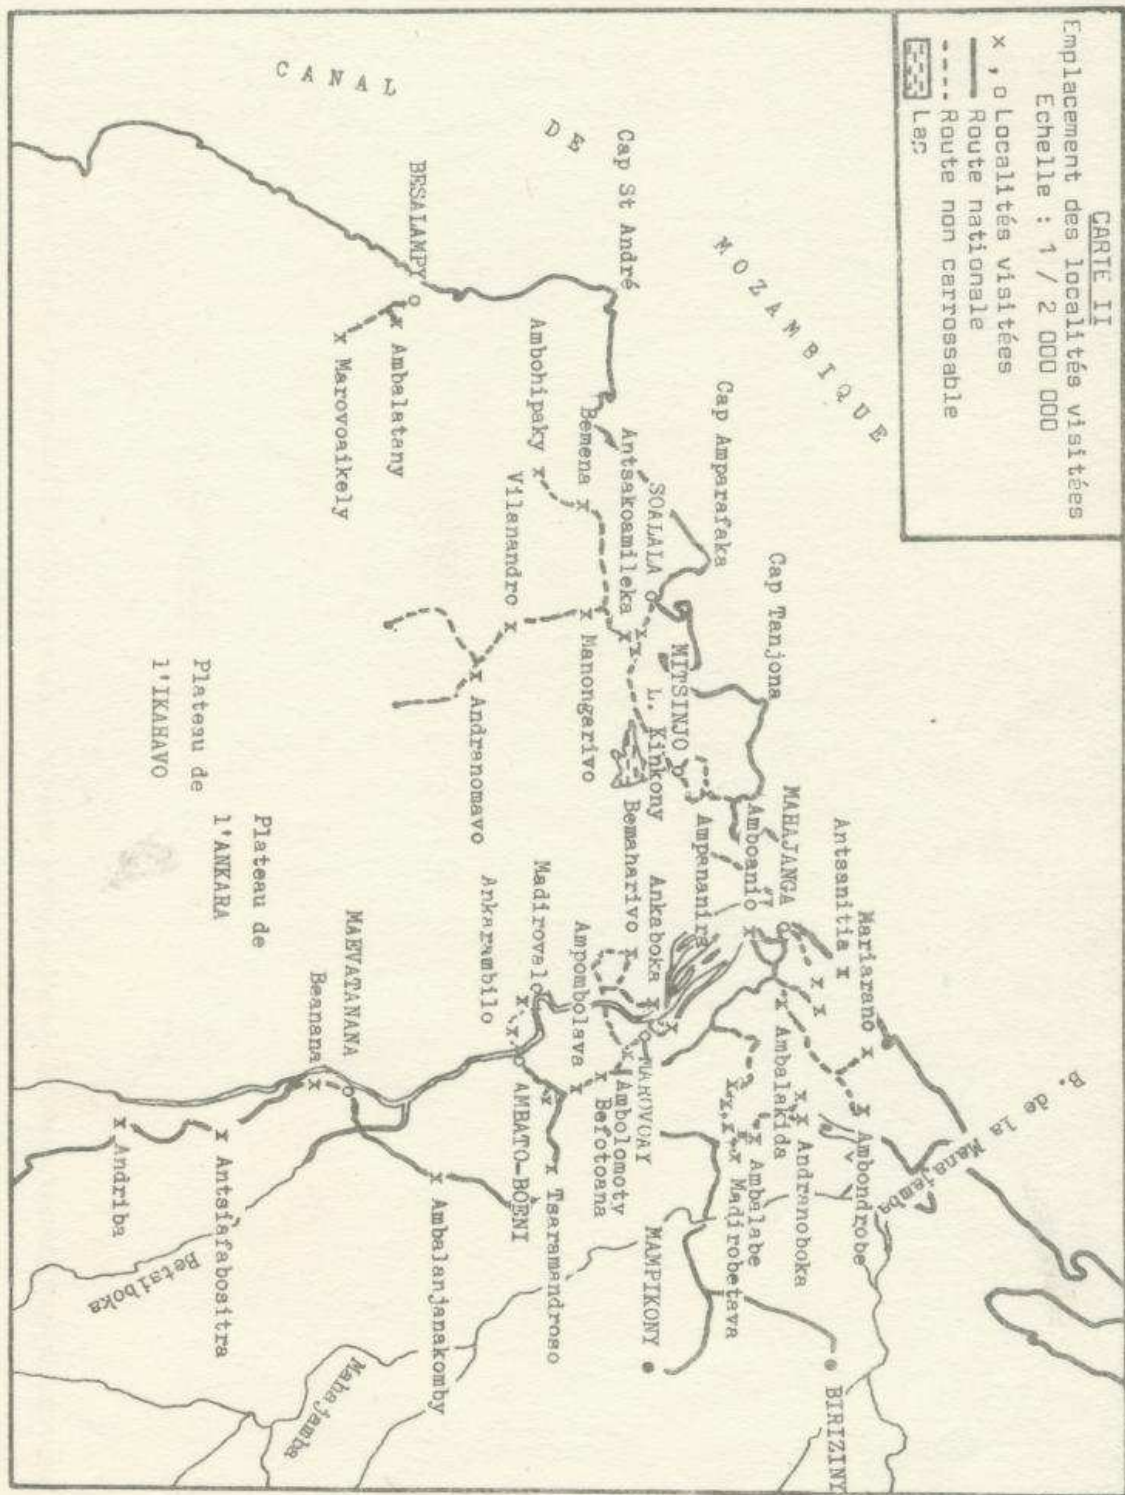 CARTE II
Emplacement des localités visitées
Echelle : 1 / 2 000 000
x , o Localités visitées
Route nationale
Route non carrossable
Lac
CANAL
DE
MOZAMBIQUE
Cap St André
Cap Amparafaka
Cap Tanjona
BESALAMPY
Ambalatany
Marovoaikely
Ambohipaky
Bemena
Vilanandro
Antsakoamileka
SOALALA
Manongarivo
Andranomavo
MITSINJO
L. Kinkony
Bemaharivo
Ankaboka
Ampananira
Amboanio
MAHAJANGA
Antsanitia
Mariarano
B. de la Manajamba
Ambondrobe
Andranoboka
Ambalakida
Ambalabe
Madirobetava
MAROVOAY
Ambolomoty
Befotoana
Ampombolava
Madirovalo
Ankarambilo
AMBATO-BOENI
Tsaramandroso
MAMPIKONY
BIRIZINY
Ambalanjanakomby
MAEVATANANA
Beanana
Antsiafabositra
Andriba
Betsiboka
Mahajamba
Plateau de
l'IKAHAVO
Plateau de
l'ANKARA